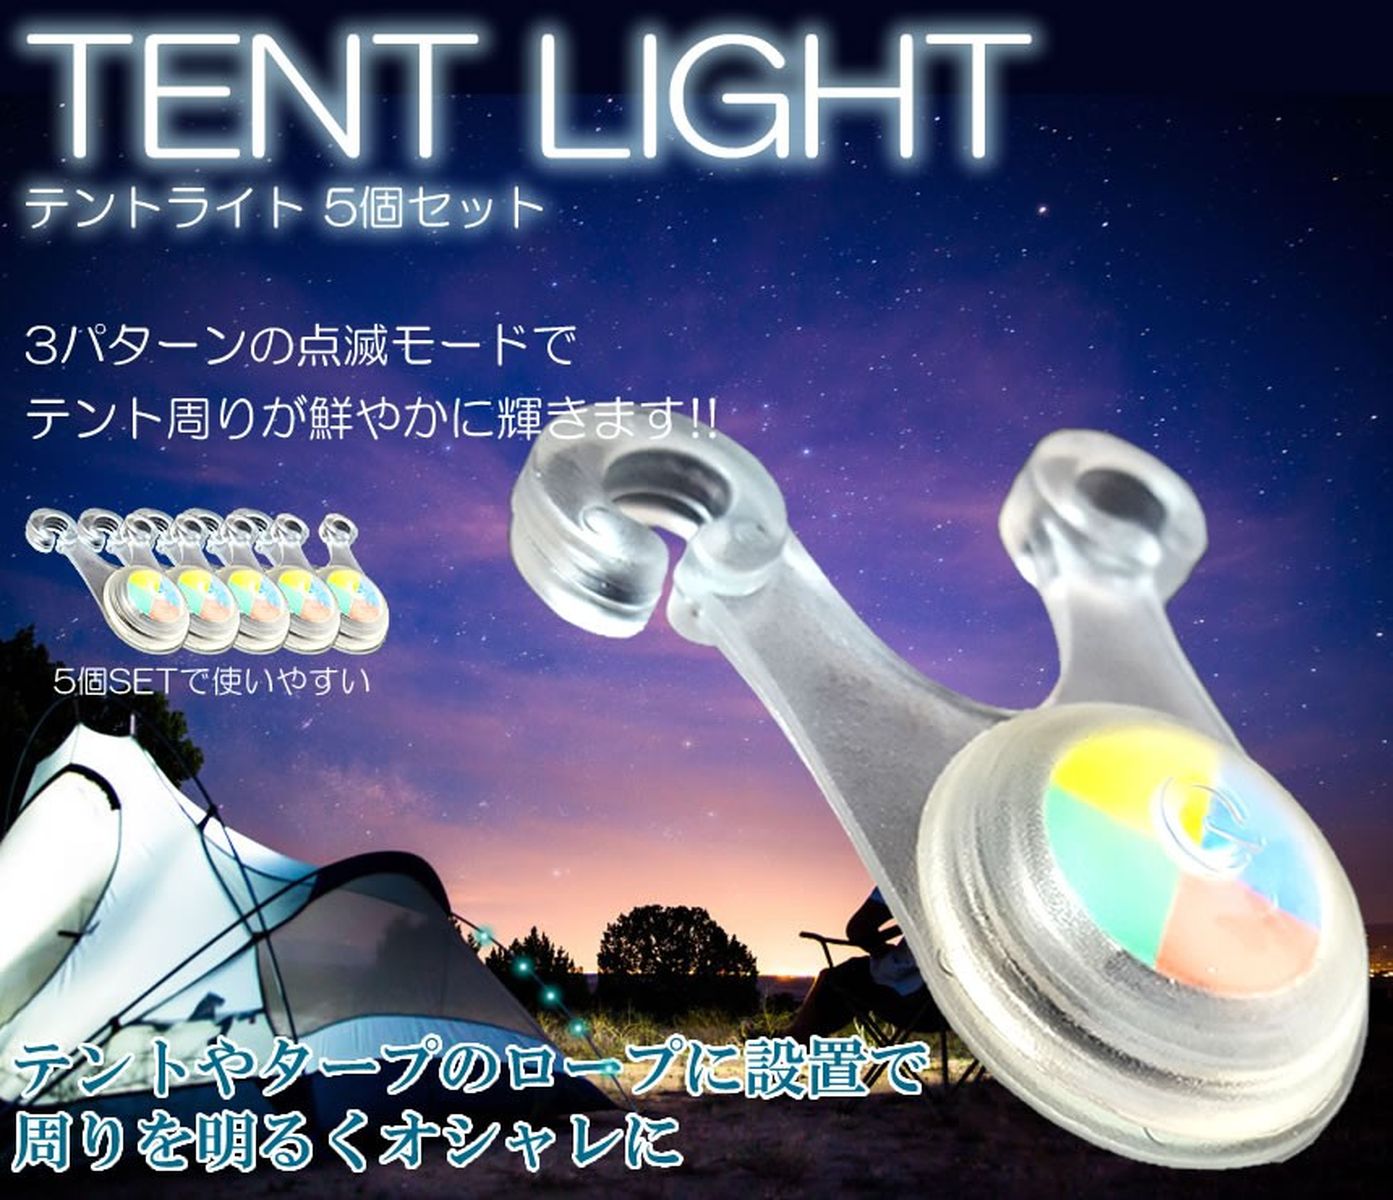 TENT LIGHT
テントライト 5個セット
3パターンの点滅モードで
テント周りが鮮やかに輝きます!!
5個SETで使いやすい
テントやタープのロープに設置で
周りを明るくオシャレに